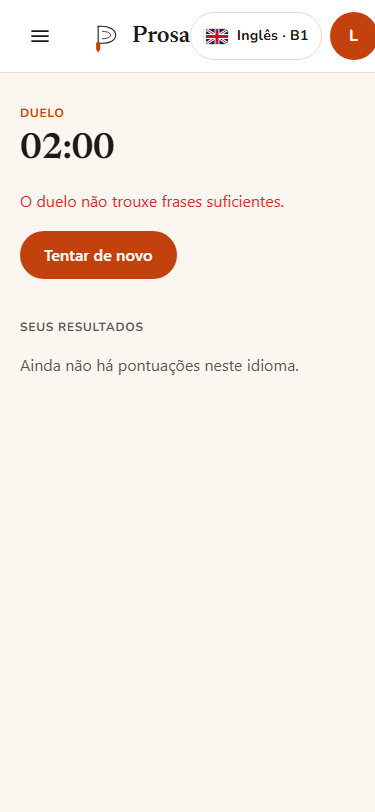 Prosa
Inglês · B1
L
DUELO
02:00
O duelo não trouxe frases suficientes.
Tentar de novo
SEUS RESULTADOS
Ainda não há pontuações neste idioma.